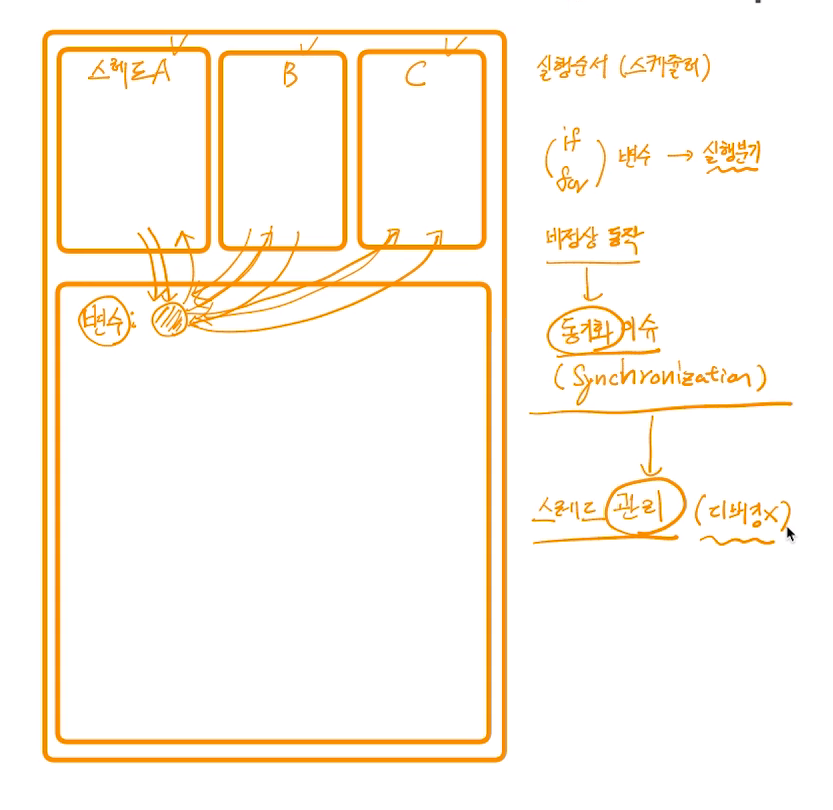 스레드A
B
C
변수:
실행순서 (스케줄러)
(if for) 변수 → 실행분기
비정상 동작
동기화 이슈
(Synchronization)
스레드 관리 (디버깅X)